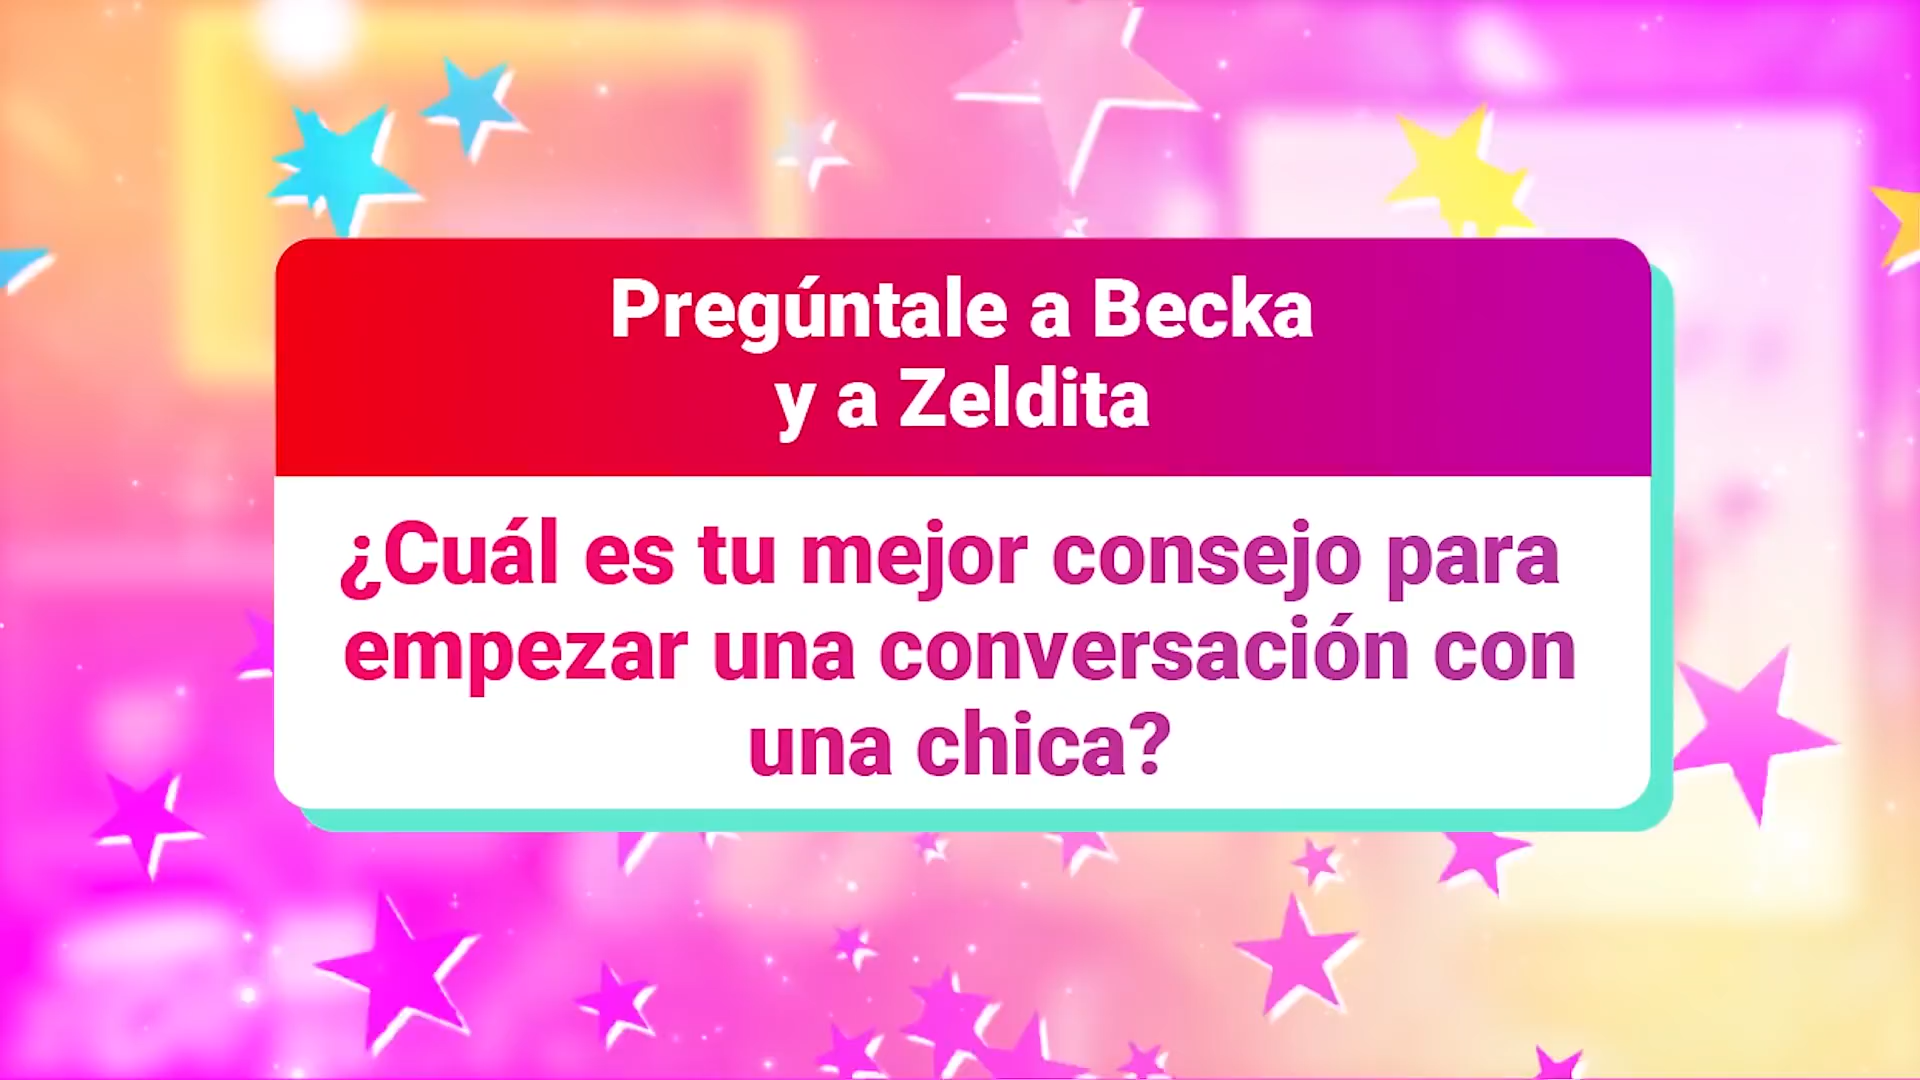 Pregúntale a Becka
y a Zeldita
¿Cuál es tu mejor consejo para
empezar una conversación con
una chica?